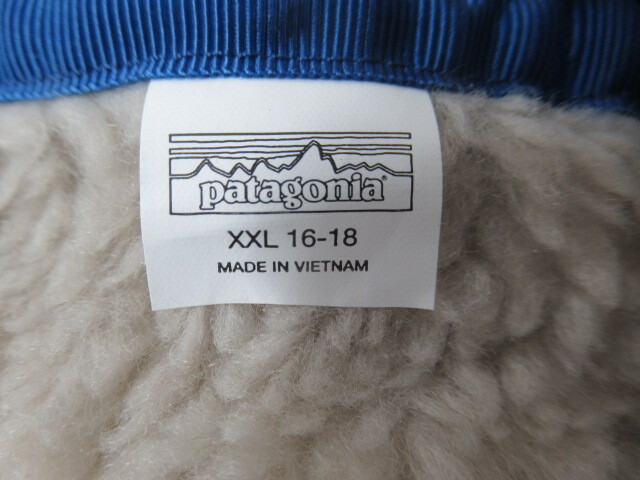 patagonia®
XXL 16-18
MADE IN VIETNAM